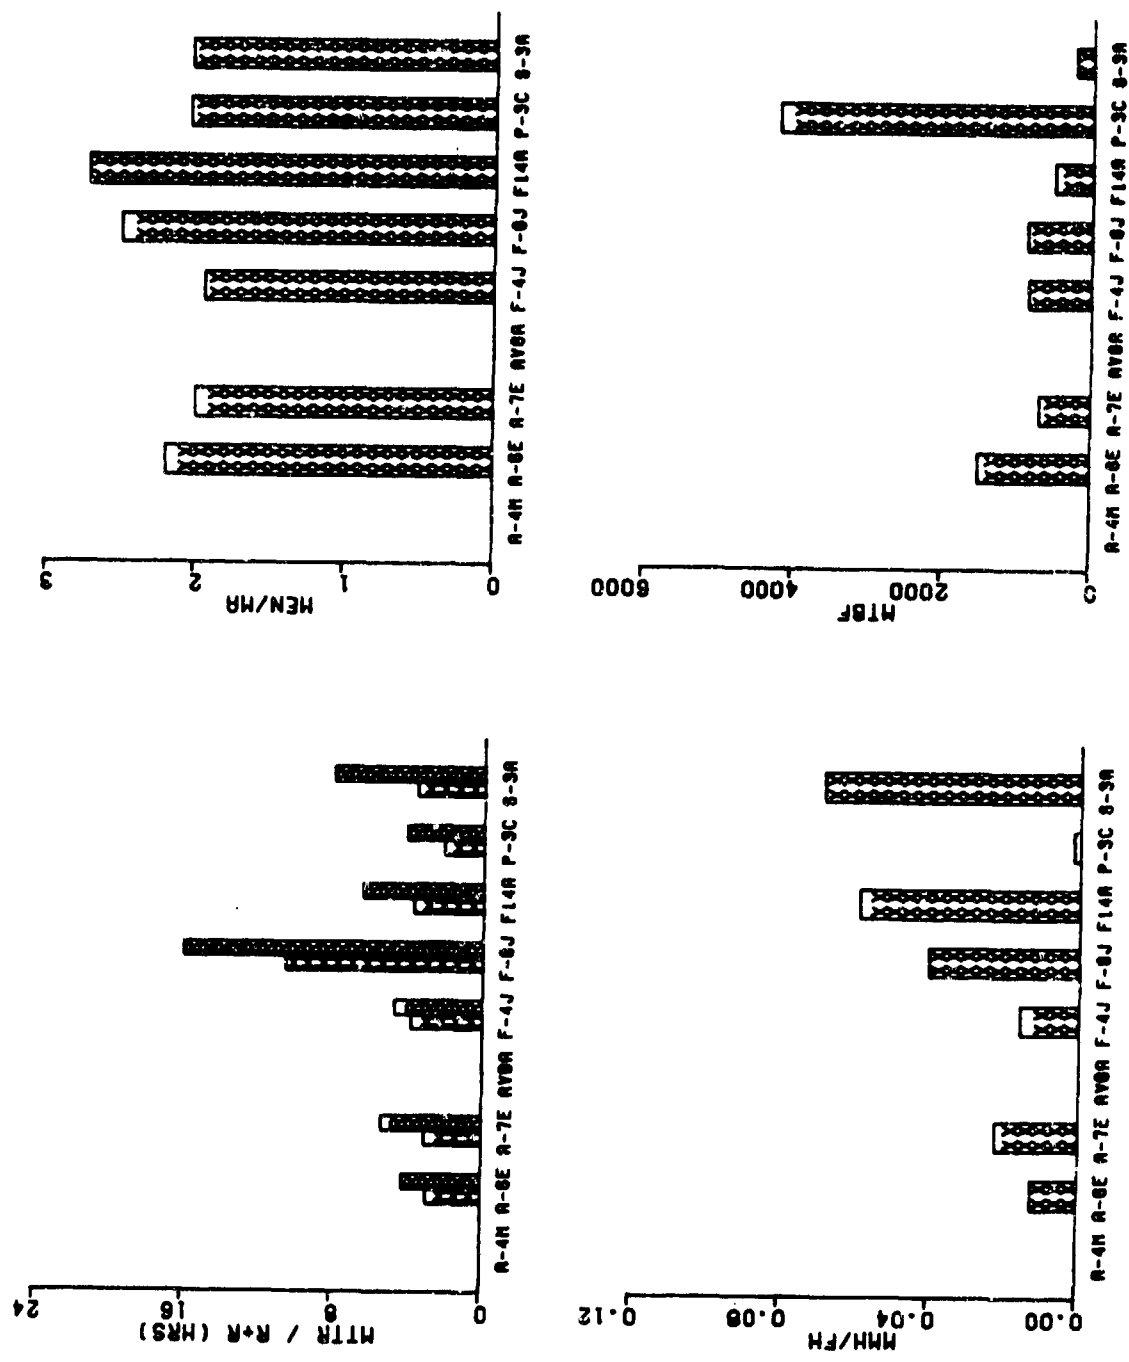 MTTR / R+R (HRS)
24
16
8
0
A-4M A-6E A-7E AV8A F-4J F-8J F14A P-3C S-3A
MEN/MA
3
2
1
0
A-4M A-6E A-7E AV8A F-4J F-8J F14A P-3C S-3A
MMH/FH
0.12
0.08
0.04
0.00
A-4M A-6E A-7E AV8A F-4J F-8J F14A P-3C S-3A
MTBF
6000
4000
2000
0
A-4M A-6E A-7E AV8A F-4J F-8J F14A P-3C S-3A